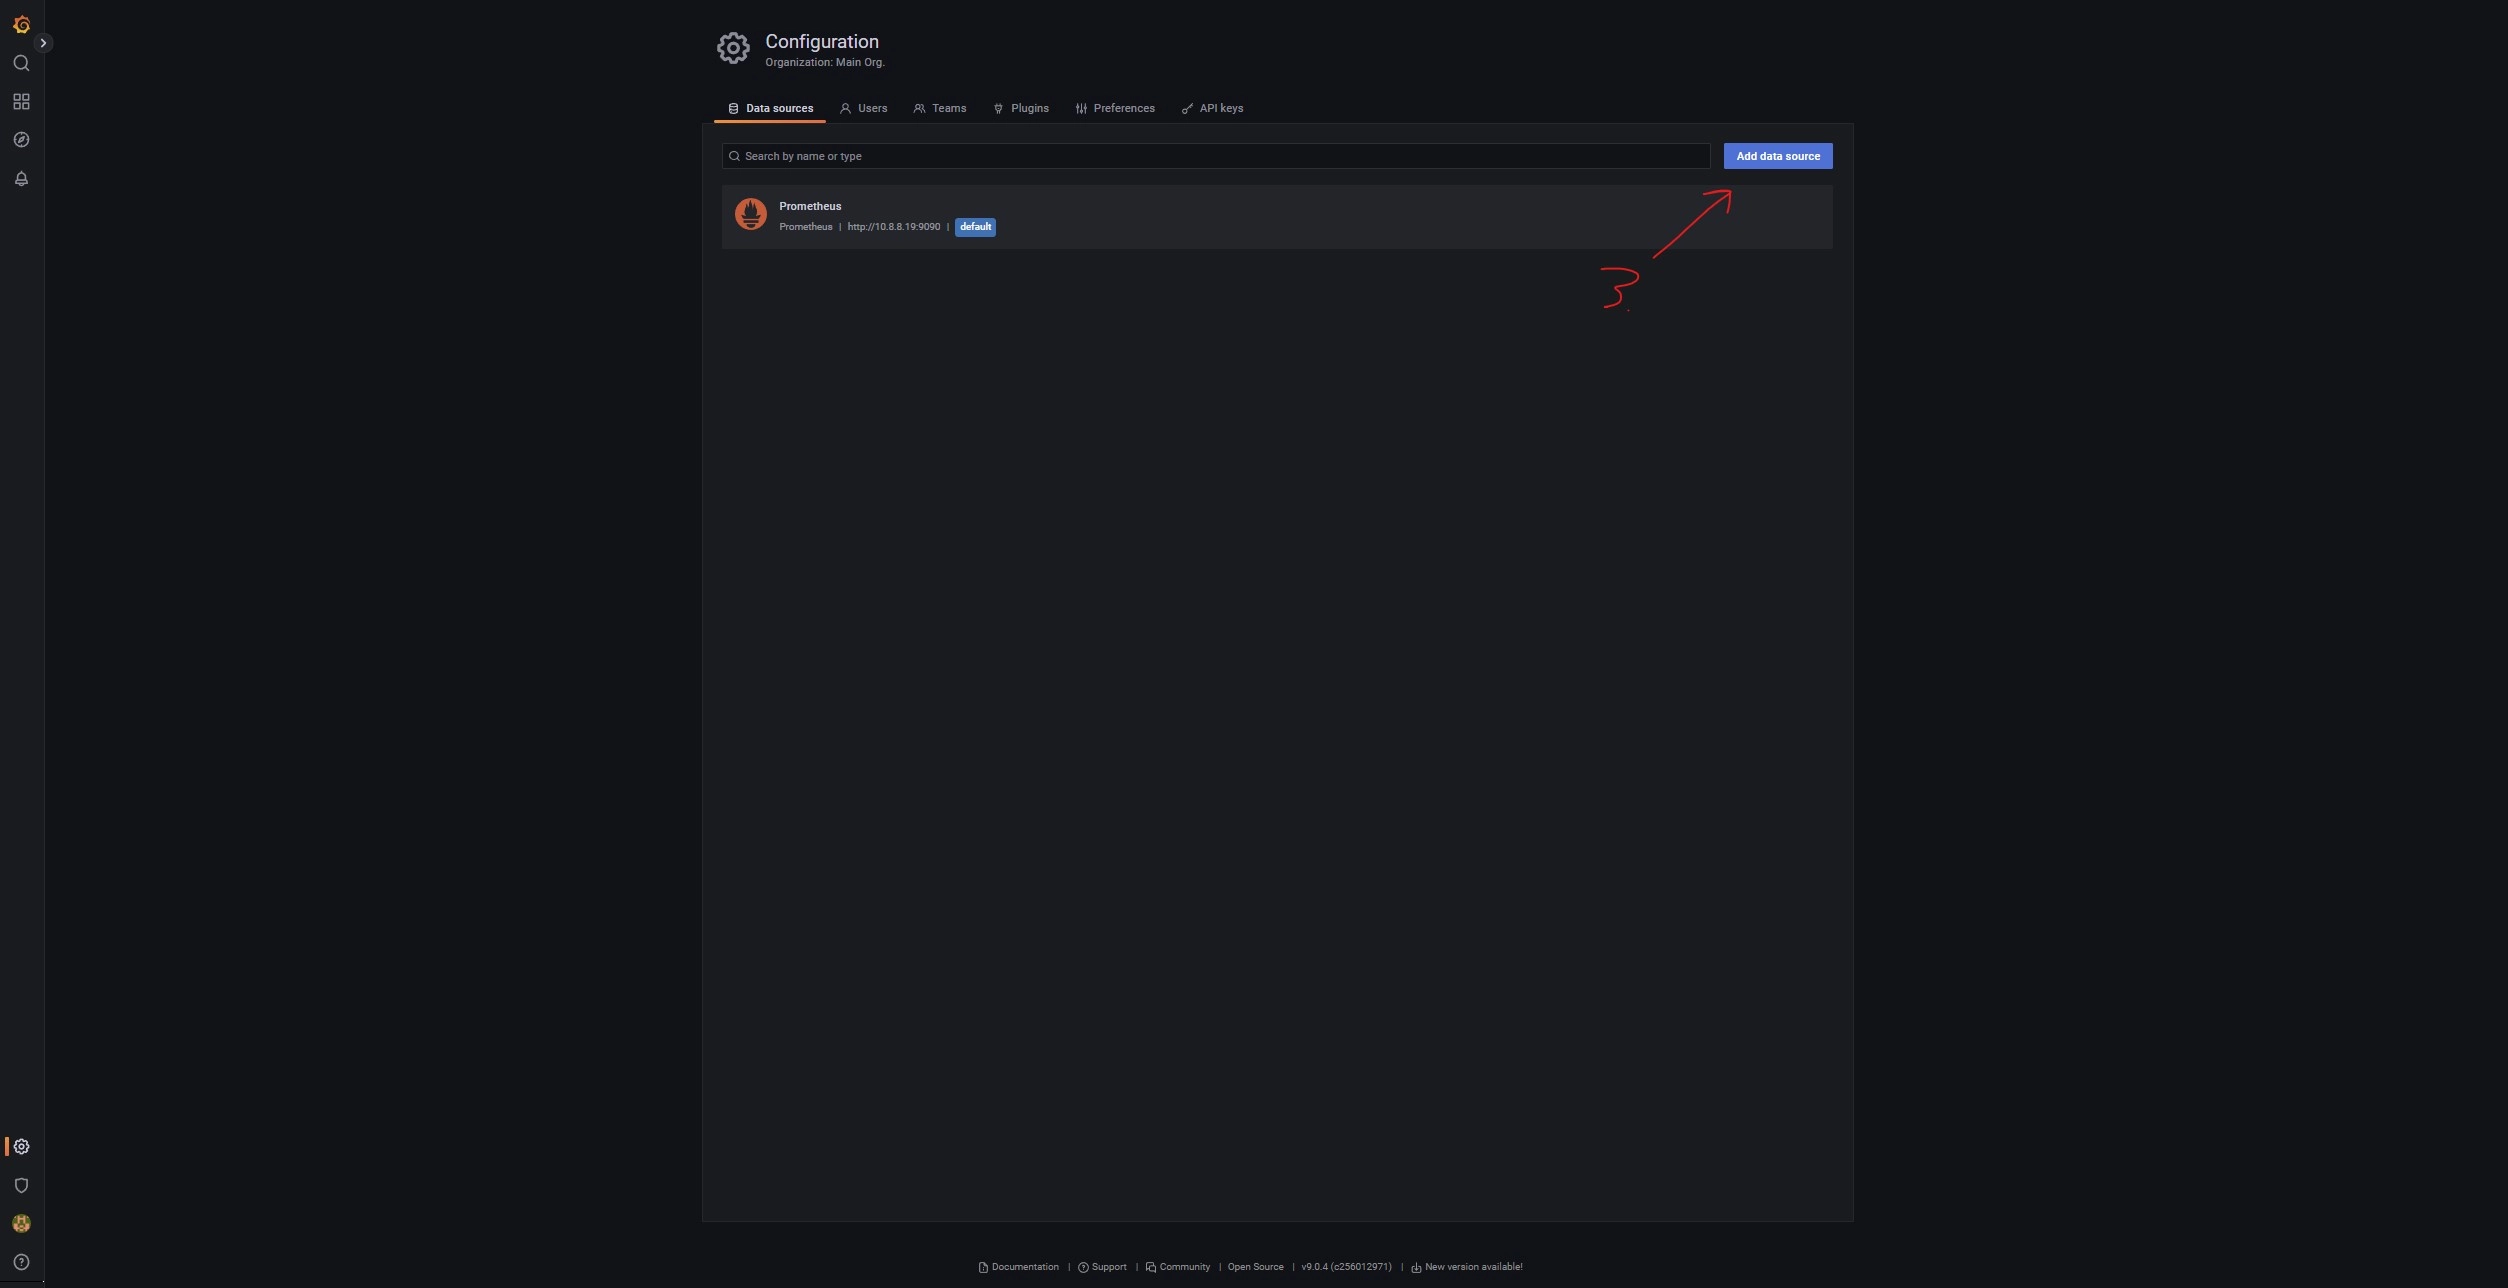 Configuration
Organization: Main Org.
Data sources Users Teams Plugins Preferences API keys
Search by name or type Add data source
Prometheus
Prometheus | http://10.8.8.19:9090 | default
3.
Documentation | Support | Community | Open Source | v9.0.4 (c256012971) | New version available!